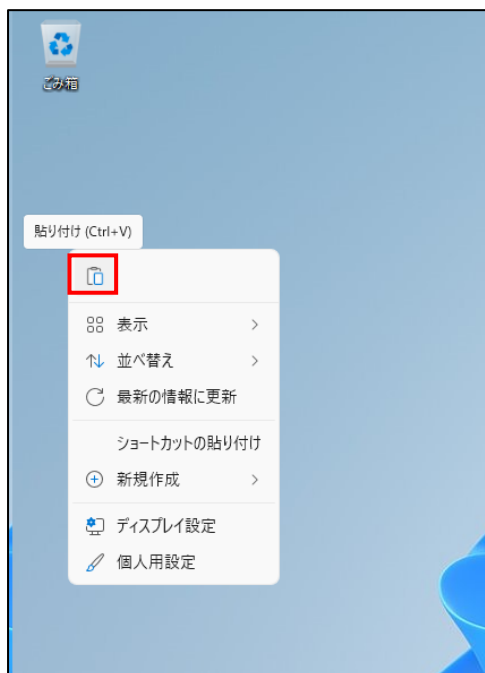 ごみ箱
貼り付け (Ctrl+V)
表示
並べ替え
最新の情報に更新
ショートカットの貼り付け
新規作成
ディスプレイ設定
個人用設定